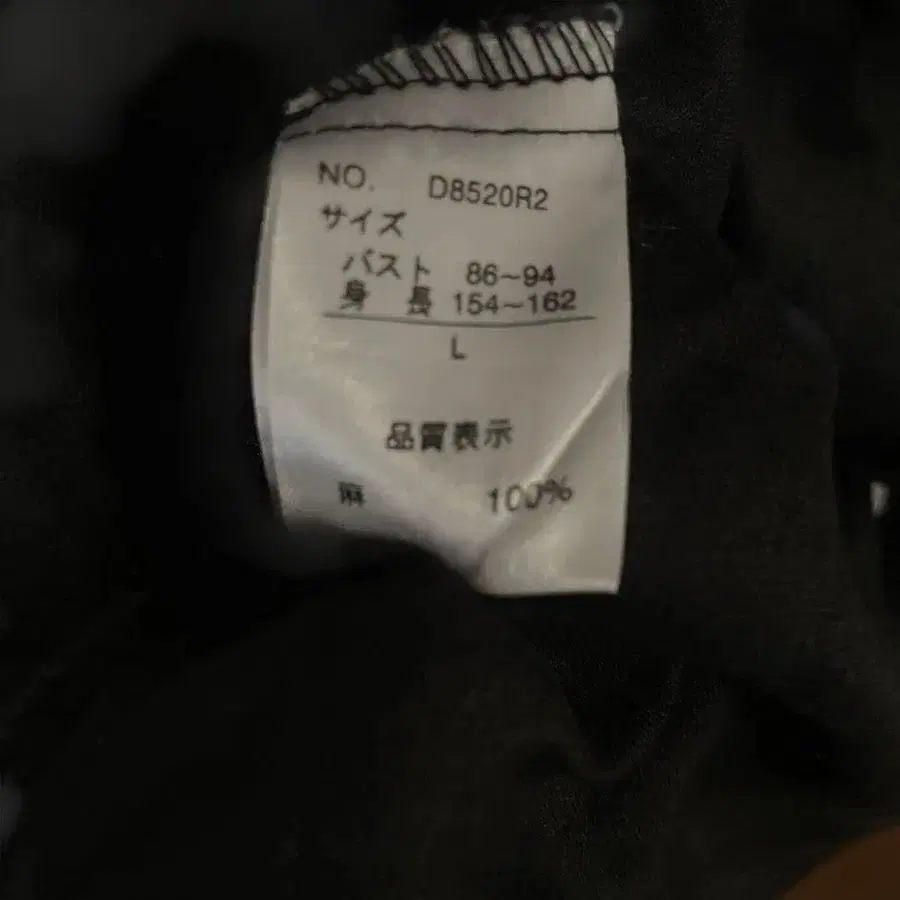 NO. D8520R2
サイズ
バスト 86~94
身長 154~162
L
品質表示
麻 100%